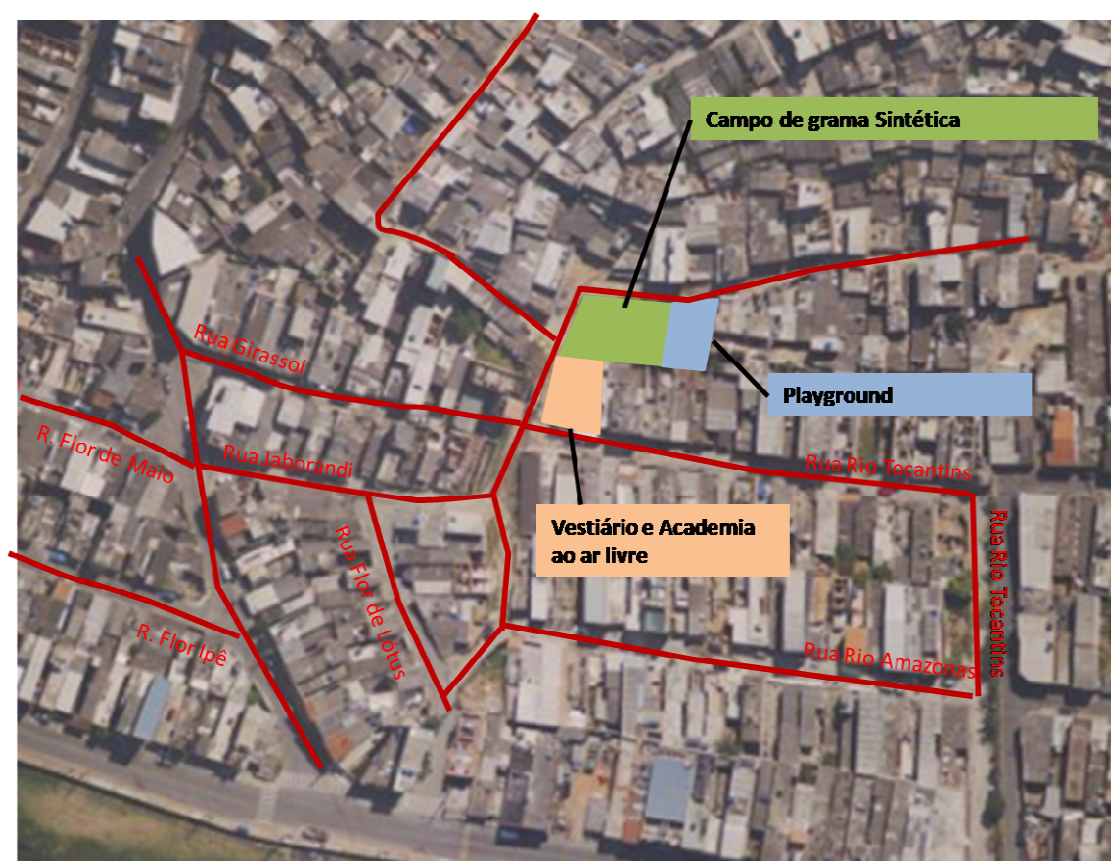 Campo de grama Sintética
Rua Girassol
Playground
R. Flor de Maio
Rua Jaborandi
Rua Rio Tocantins
Vestiário e Academia
ao ar livre
Rua Rio Tocantins
Rua Flor de Lótus
R. Flor Ipê
Rua Rio Amazonas